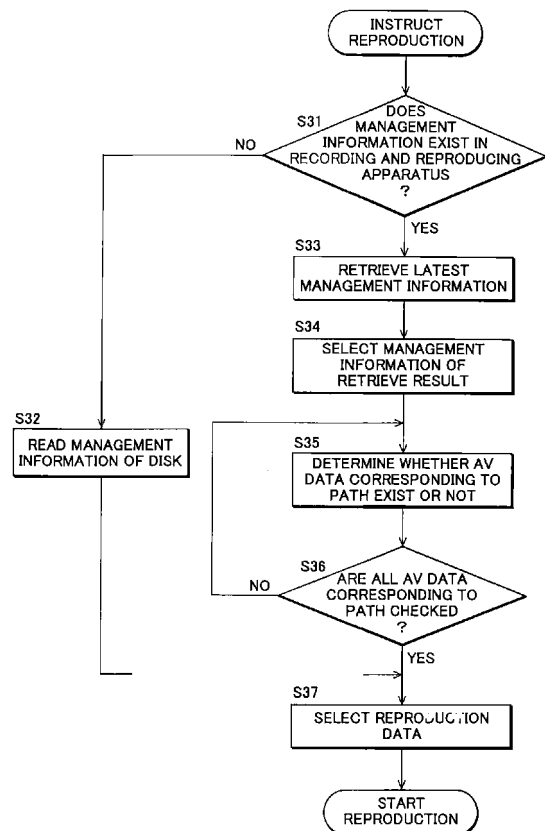 INSTRUCT
REPRODUCTION
S31
DOES
MANAGEMENT
INFORMATION EXIST IN
RECORDING AND REPRODUCING
APPARATUS
?
NO
YES
S33
RETRIEVE LATEST
MANAGEMENT INFORMATION
S34
SELECT MANAGEMENT
INFORMATION OF
RETRIEVE RESULT
S32
READ MANAGEMENT
INFORMATION OF DISK
S35
DETERMINE WHETHER AV
DATA CORRESPONDING TO
PATH EXIST OR NOT
S36
NO
ARE ALL AV DATA
CORRESPONDING TO
PATH CHECKED
?
YES
S37
SELECT REPRODUCTION
DATA
START
REPRODUCTION